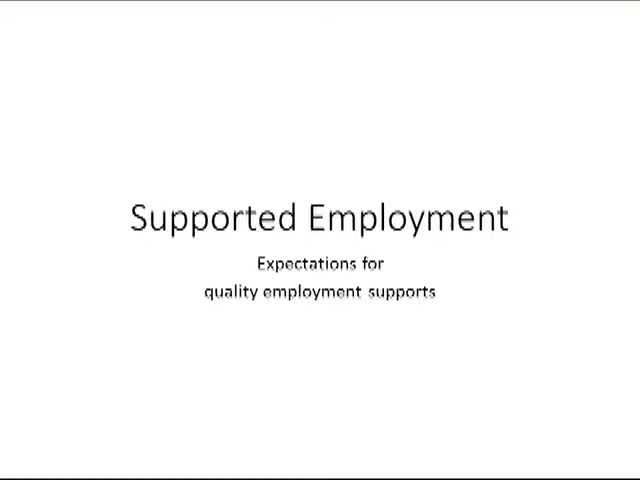 Supported Employment
Expectations for
quality employment supports